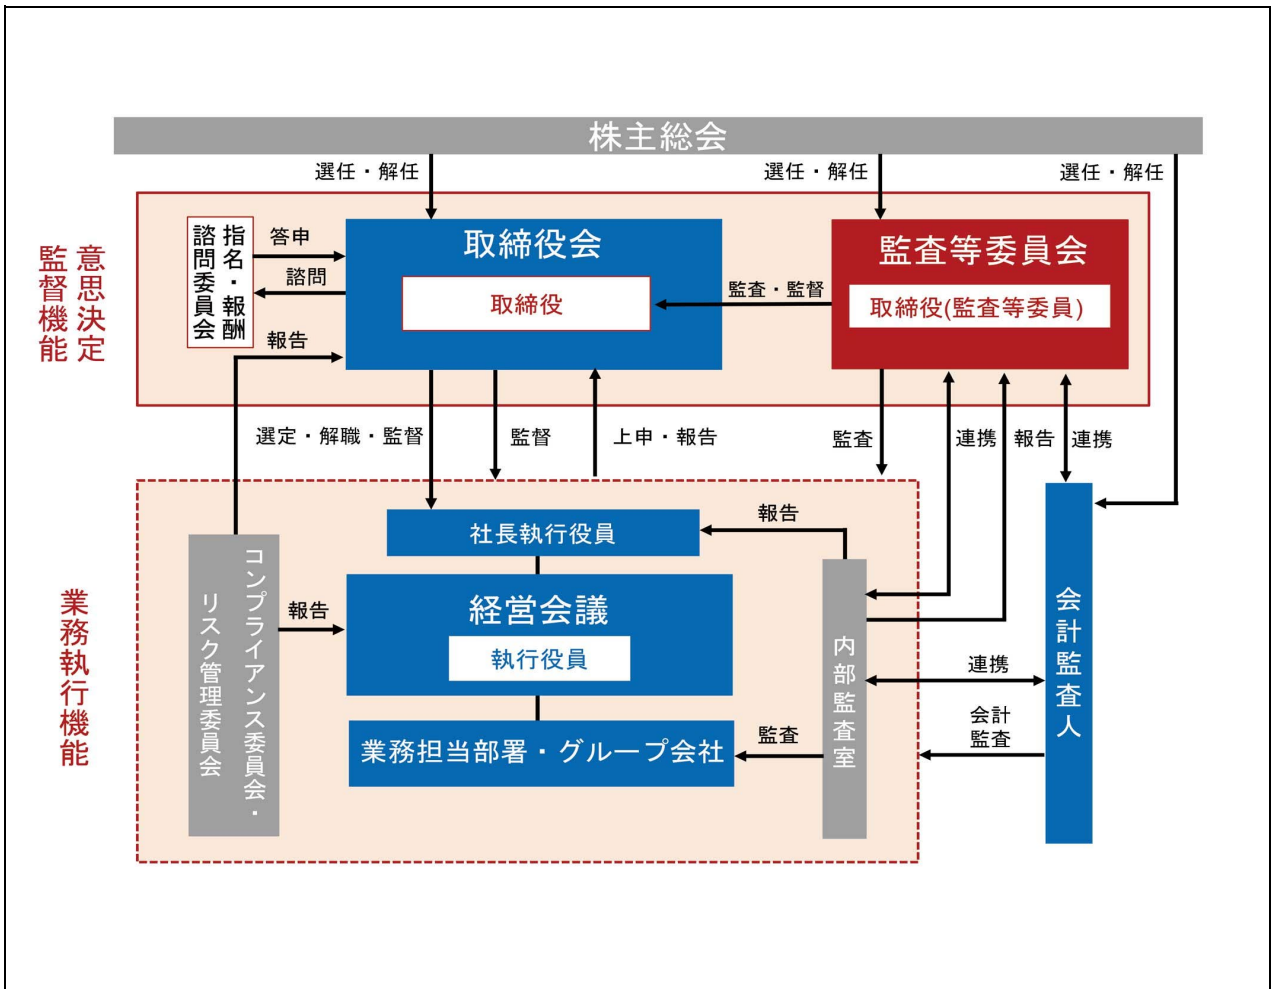 株主総会
選任・解任
選任・解任
選任・解任
意思決定
監督機能
指名・報酬
諮問委員会
答申
諮問
報告
取締役会
取締役
監査・監督
監査等委員会
取締役(監査等委員)
選定・解職・監督
監督
上申・報告
監査
連携
報告
連携
業務執行機能
コンプライアンス委員会・
リスク管理委員会
報告
社長執行役員
報告
経営会議
執行役員
業務担当部署・グループ会社
監査
内部監査室
連携
会計
監査
会計監査人